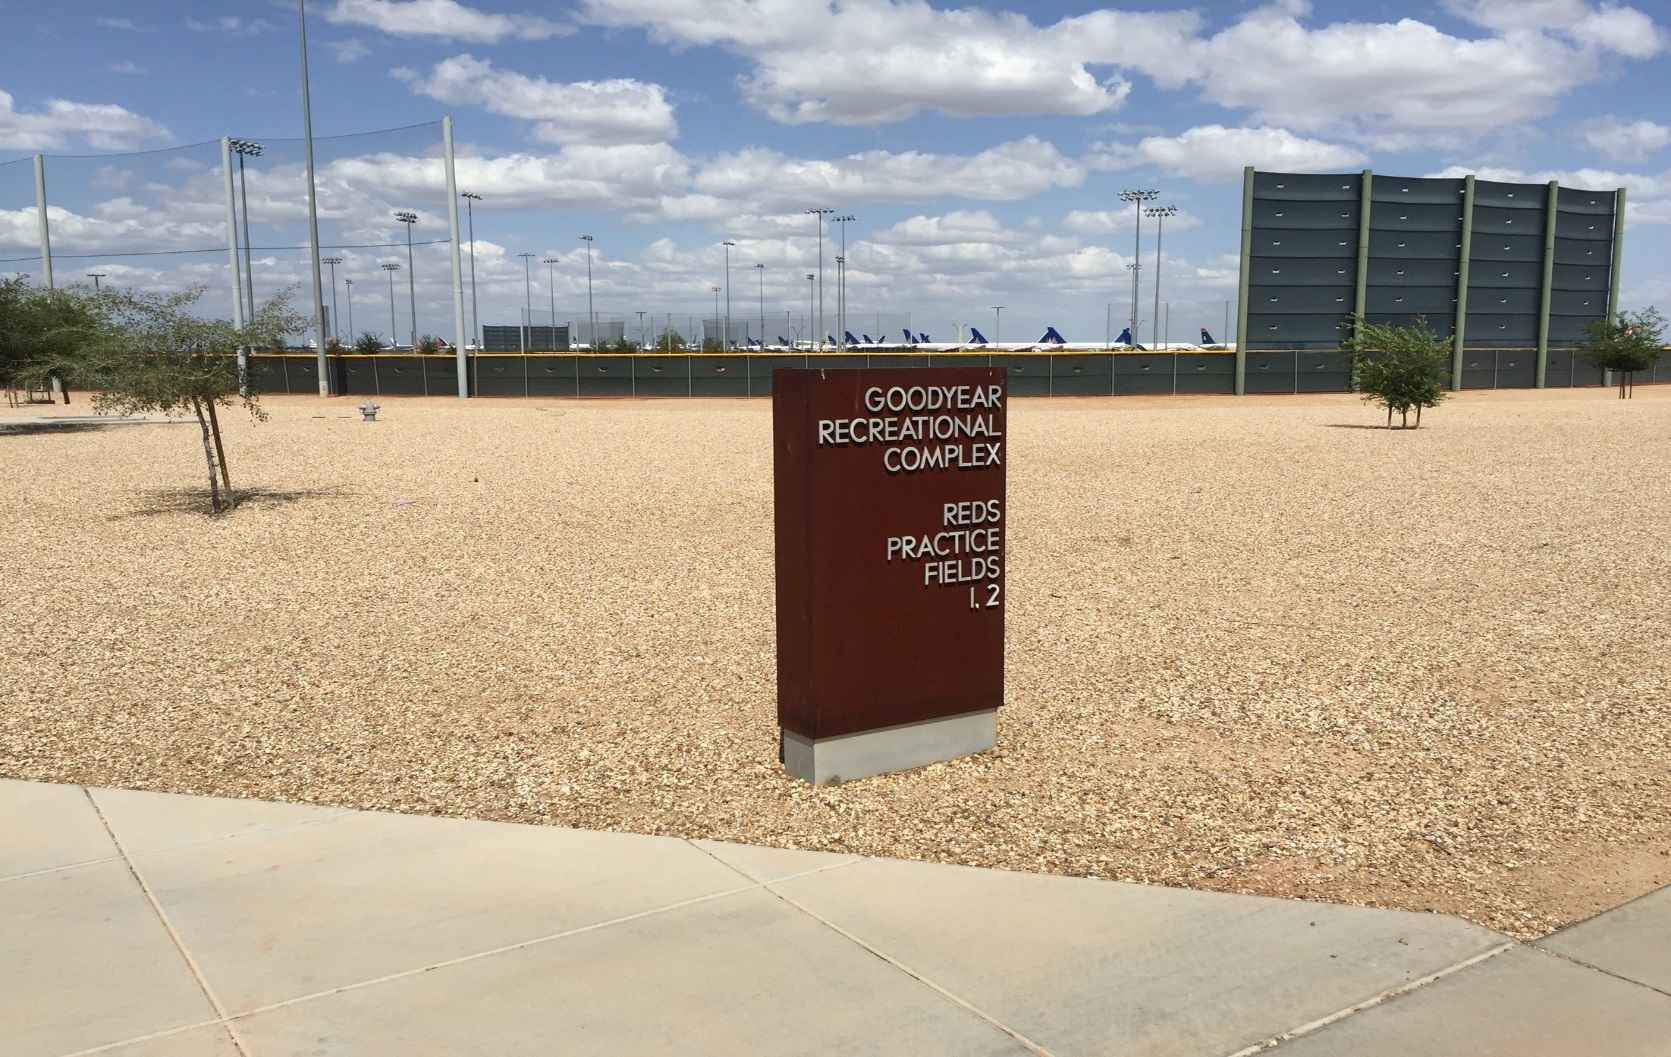 GOODYEAR
RECREATIONAL
COMPLEX
REDS
PRACTICE
FIELDS
1, 2